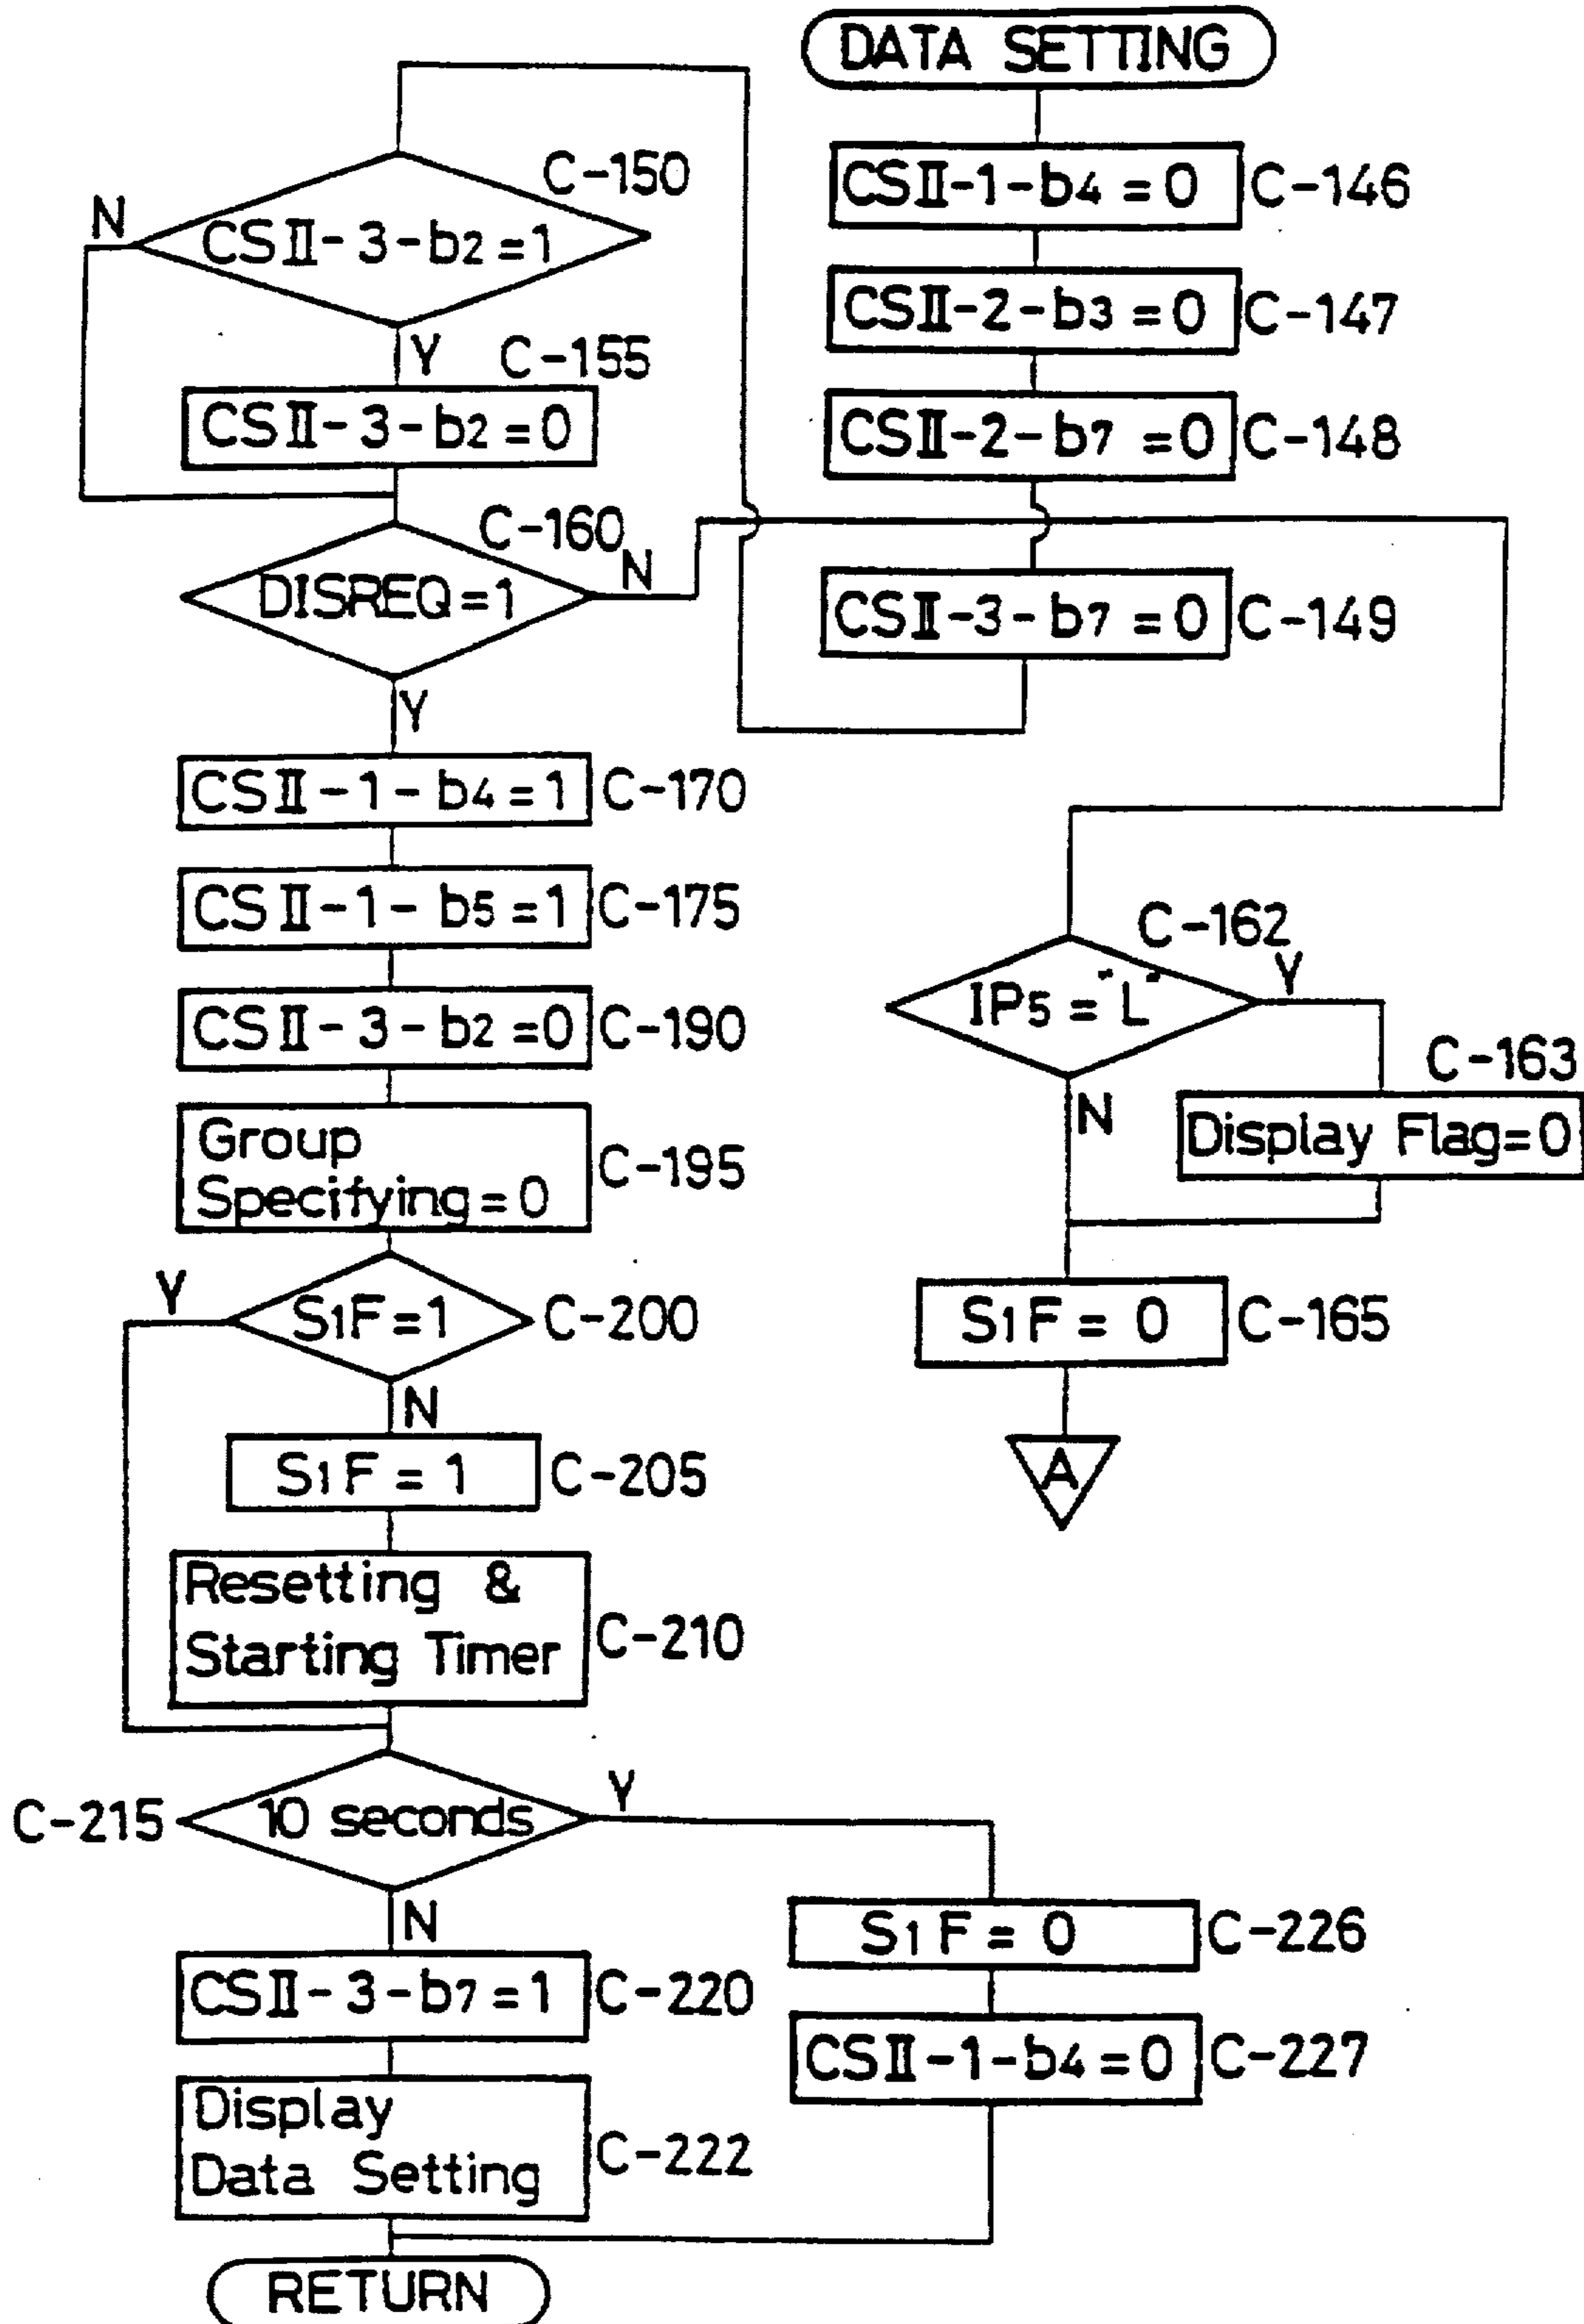 DATA SETTING
CSⅡ-1-b4 = 0 C-146
CSⅡ-2-b3 = 0 C-147
CSⅡ-2-b7 = 0 C-148
CSⅡ-3-b7 = 0 C-149
C-150
CSⅡ-3-b2 = 1
N
Y
C-155
CSⅡ-3-b2 = 0
C-160
DISREQ = 1
N
Y
C-162
IP5 = "L"
Y
N
C-163
Display Flag = 0
S1F = 0 C-165
A
CSⅡ-1-b4 = 1 C-170
CSⅡ-1-b5 = 1 C-175
CSⅡ-3-b2 = 0 C-190
Group
Specifying = 0 C-195
Y
S1F = 1 C-200
N
S1F = 1 C-205
Resetting &
Starting Timer C-210
C-215 10 seconds
Y
N
CSⅡ-3-b7 = 1 C-220
Display
Data Setting C-222
S1F = 0 C-226
CSⅡ-1-b4 = 0 C-227
RETURN